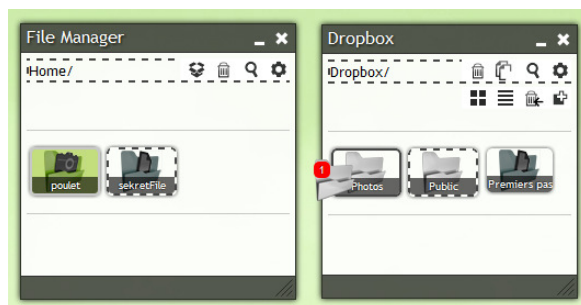 File Manager
Home/
poulet
sekretFile
Dropbox
Dropbox/
1
Photos
Public
Premiers pas